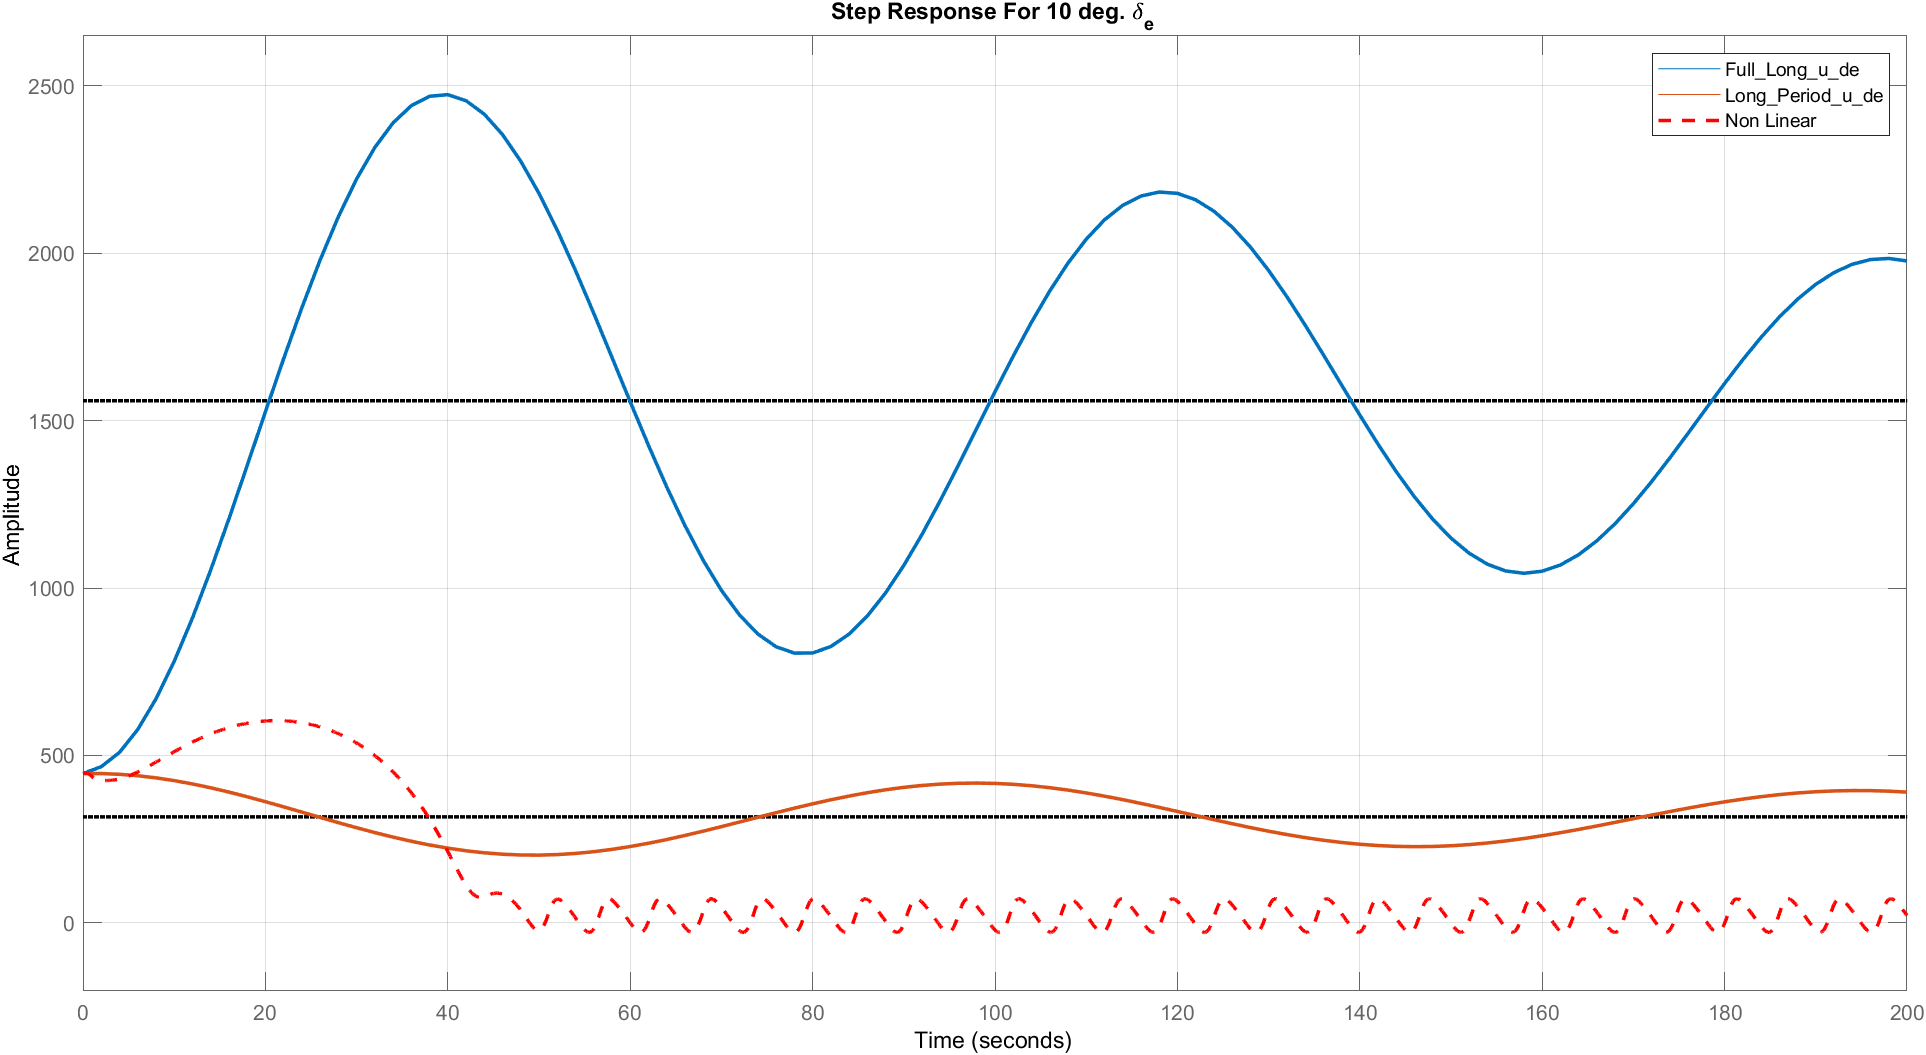 Step Response For 10 deg. δe
Full_Long_u_de
Long_Period_u_de
Non Linear
Amplitude
2500
2000
1500
1000
500
0
0 20 40 60 80 100 120 140 160 180 200
Time (seconds)